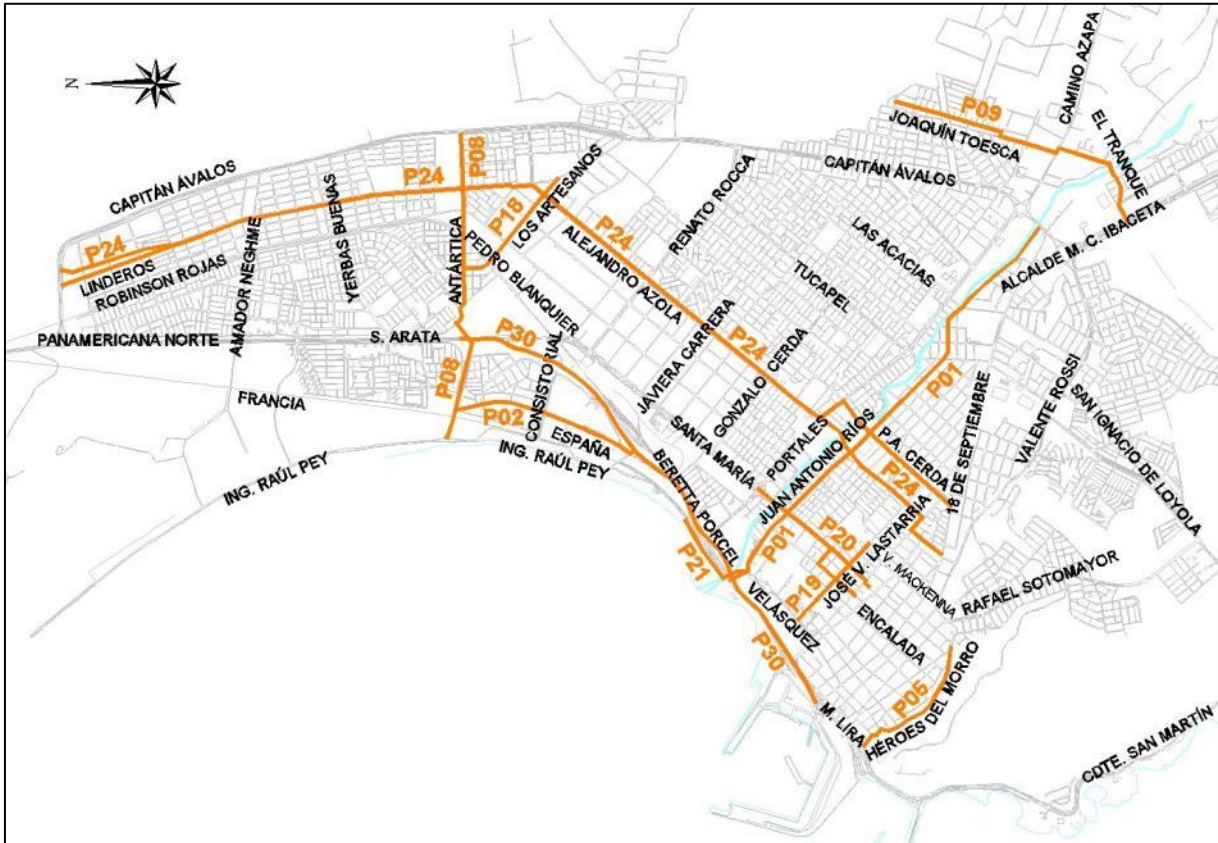 N
CAMINO AZAPA
P09
JOAQUÍN TOESCA
EL TRANQUE
CAPITÁN ÁVALOS
P08
P24
CAPITÁN ÁVALOS
LOS ARTESANOS
P18
RENATO ROCCA
YERBAS BUENAS
ALCALDE M. C. IBACETA
LAS ACACIAS
P24
P24
ALEJANDRO AZOLA
PEDRO BLANQUIER
ANTÁRTICA
AMADOR NEGHME
LINDEROS
ROBINSON ROJAS
TUCAPEL
PANAMERICANA NORTE
S. ARATA
P30
JAVIERA CARRERA
P24
GONZALO CERDA
P01
P08
CONSISTORIAL
VALENTE ROSSI
SAN IGNACIO DE LOYOLA
FRANCIA
P02
ESPAÑA
SANTA MARÍA
PORTALES
JUAN ANTONIO RÍOS
P.A. CERDA
18 DE SEPTIEMBRE
ING. RAÚL PEY
ING. RAÚL PEY
BERETTA PORCEL
P24
P21
P01
P20
JOSÉ V. LASTARRIA
V. MACKENNA
P19
RAFAEL SOTOMAYOR
VELÁSQUEZ
ENCALADA
P30
P05
M. LIRA
HÉROES DEL MORRO
CDTE. SAN MARTÍN